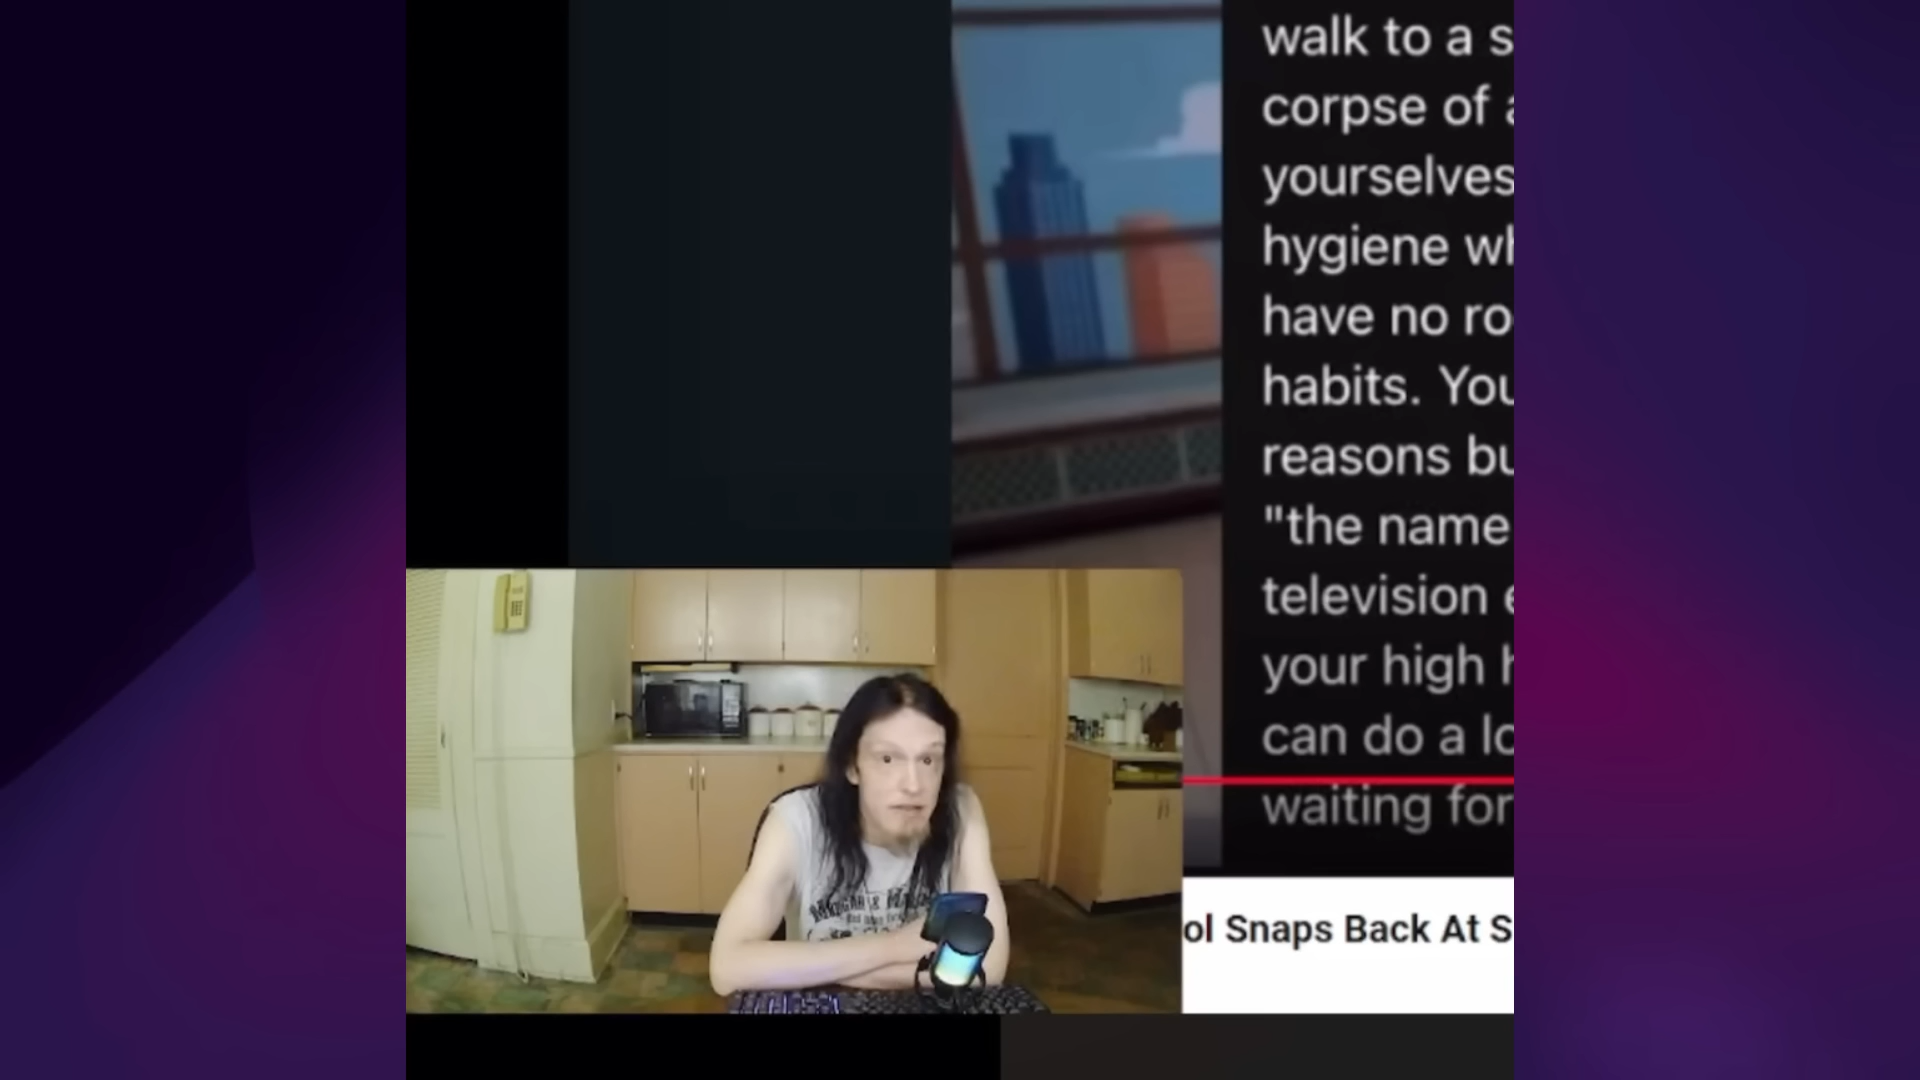 walk to a s
corpse of
yourselves
hygiene wh
have no ro
habits. You
reasons bu
"the name
television
your high h
can do a lo
waiting for
ol Snaps Back At S